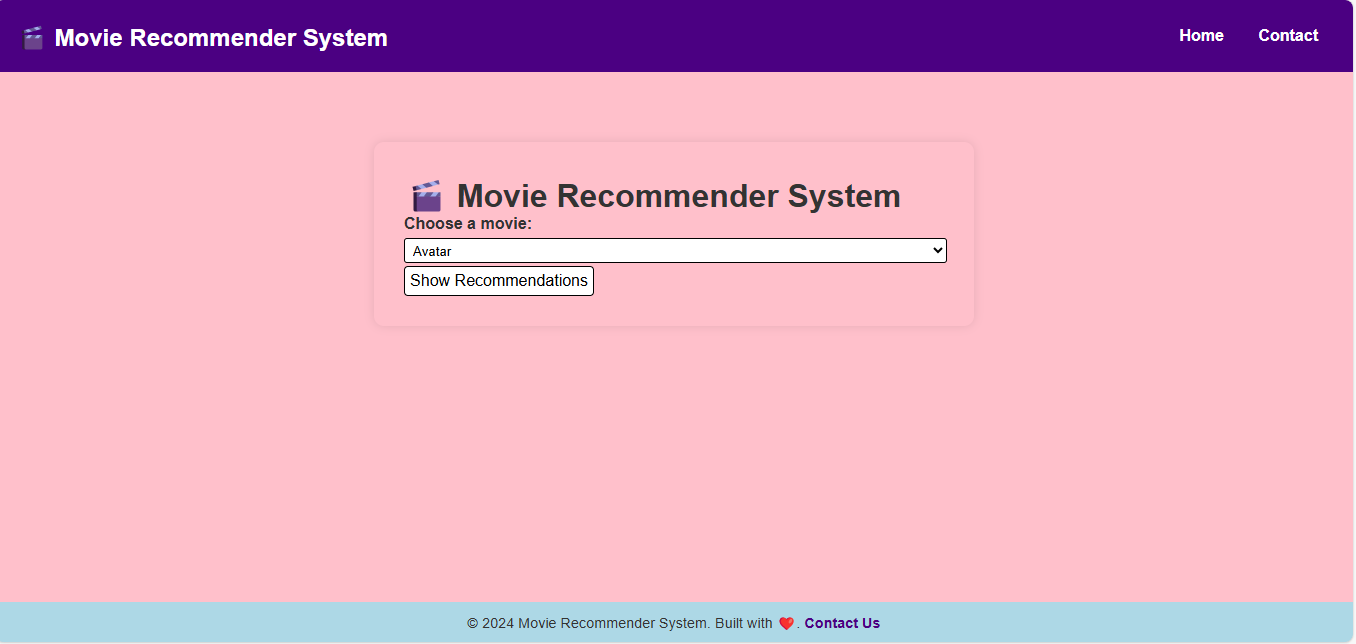 🎬 Movie Recommender System
Home
Contact
🎬 Movie Recommender System
Choose a movie:
Avatar
Show Recommendations
© 2024 Movie Recommender System. Built with ❤️. Contact Us